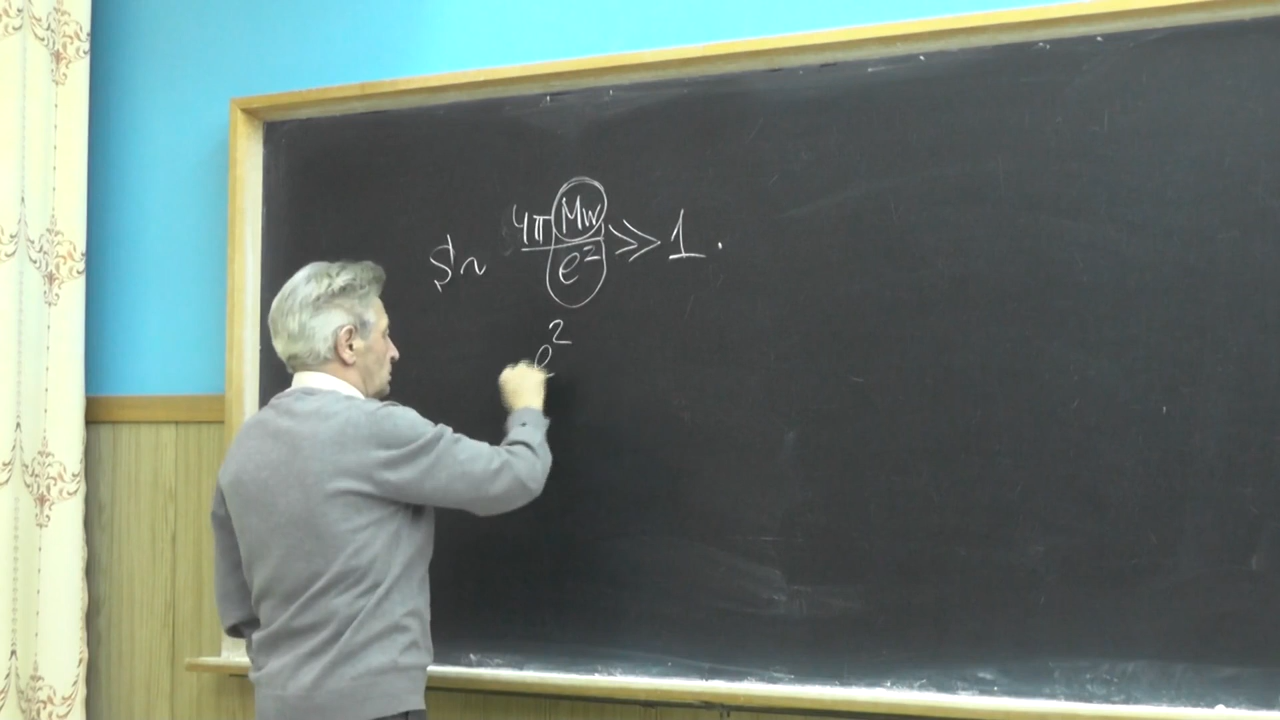 S ~ 4π Mw / e² >> 1.
e²